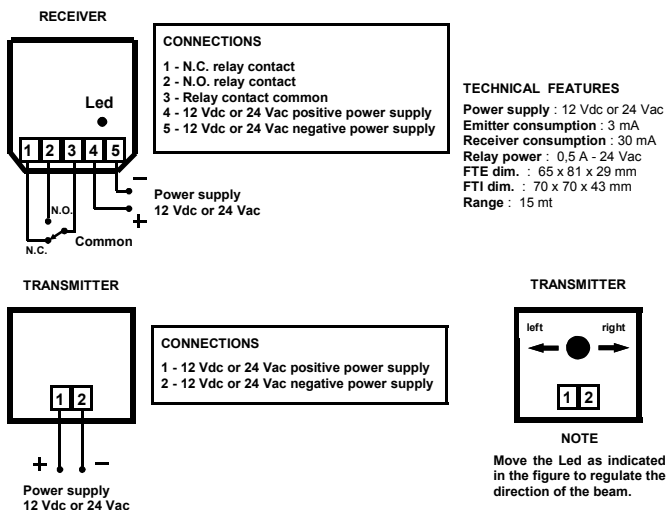 RECEIVER
Led
1 2 3 4 5
N.O.
N.C.
Common
–
+
Power supply
12 Vdc or 24 Vac
CONNECTIONS
1 - N.C. relay contact
2 - N.O. relay contact
3 - Relay contact common
4 - 12 Vdc or 24 Vac positive power supply
5 - 12 Vdc or 24 Vac negative power supply
TECHNICAL FEATURES
Power supply : 12 Vdc or 24 Vac
Emitter consumption : 3 mA
Receiver consumption : 30 mA
Relay power : 0,5 A - 24 Vac
FTE dim. : 65 x 81 x 29 mm
FTI dim. : 70 x 70 x 43 mm
Range : 15 mt
TRANSMITTER
1 2
+ –
Power supply
12 Vdc or 24 Vac
CONNECTIONS
1 - 12 Vdc or 24 Vac positive power supply
2 - 12 Vdc or 24 Vac negative power supply
TRANSMITTER
left right
1 2
NOTE
Move the Led as indicated
in the figure to regulate the
direction of the beam.